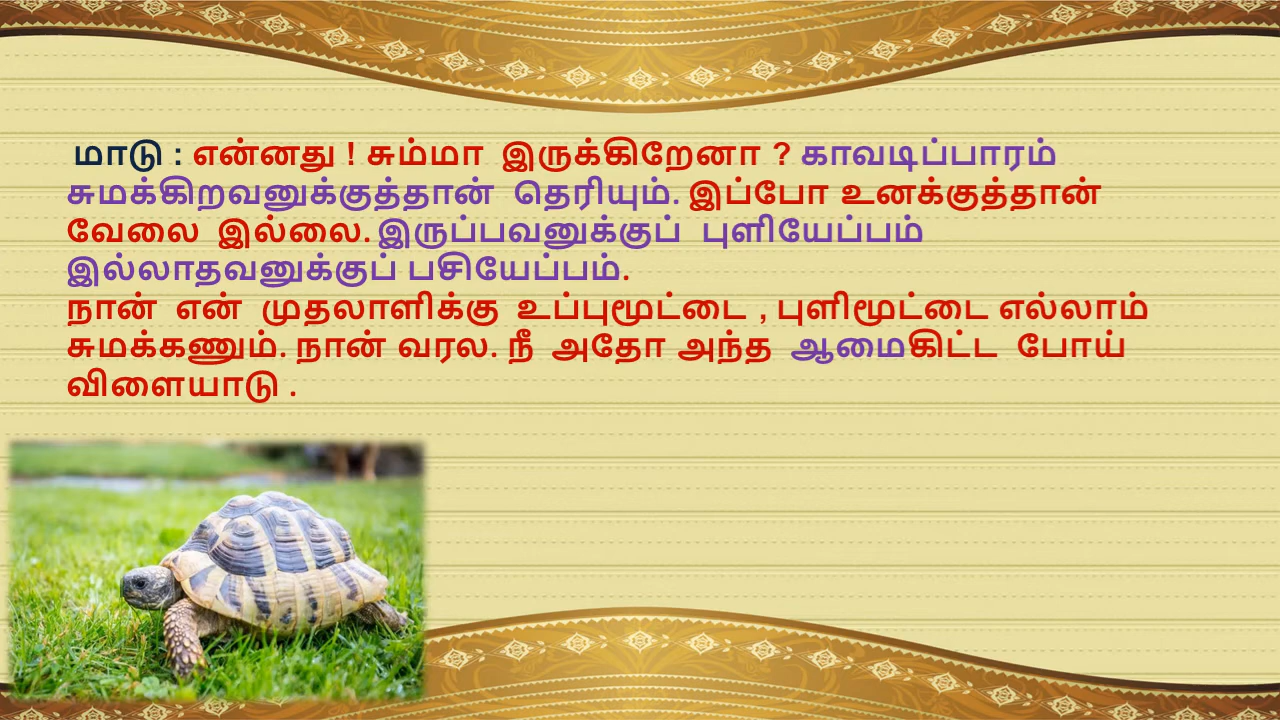 மாடு : என்னது ! சும்மா இருக்கிறேனா ? காவடிப்பாரம்
சுமக்கிறவனுக்குத்தான் தெரியும். இப்போ உனக்குத்தான்
வேலை இல்லை. இருப்பவனுக்குப் புளியேப்பம்
இல்லாதவனுக்குப் பசியேப்பம்.
நான் என் முதலாளிக்கு உப்புமூட்டை , புளிமூட்டை எல்லாம்
சுமக்கணும். நான் வரல. நீ அதோ அந்த ஆமைகிட்ட போய்
விளையாடு .